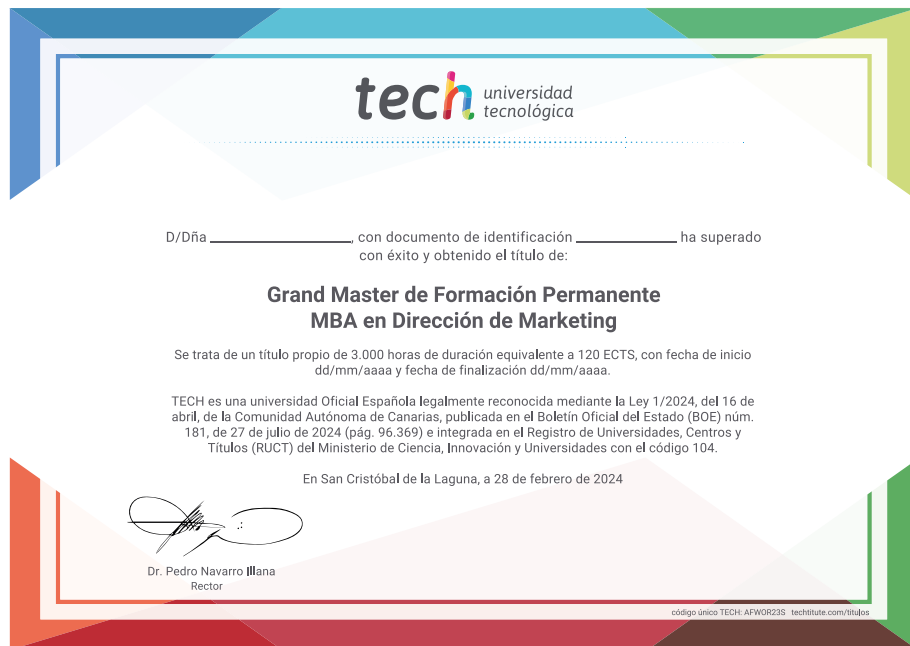 tech universidad
tecnológica
D/Dña ________________, con documento de identificación ____________ ha superado
con éxito y obtenido el título de:
Grand Master de Formación Permanente
MBA en Dirección de Marketing
Se trata de un título propio de 3.000 horas de duración equivalente a 120 ECTS, con fecha de inicio
dd/mm/aaaa y fecha de finalización dd/mm/aaaa.
TECH es una universidad Oficial Española legalmente reconocida mediante la Ley 1/2024, del 16 de
abril, de la Comunidad Autónoma de Canarias, publicada en el Boletín Oficial del Estado (BOE) núm.
181, de 27 de julio de 2024 (pág. 96.369) e integrada en el Registro de Universidades, Centros y
Títulos (RUCT) del Ministerio de Ciencia, Innovación y Universidades con el código 104.
En San Cristóbal de la Laguna, a 28 de febrero de 2024
Dr. Pedro Navarro Illana
Rector
código único TECH: AFWOR23S techtitute.com/titulos